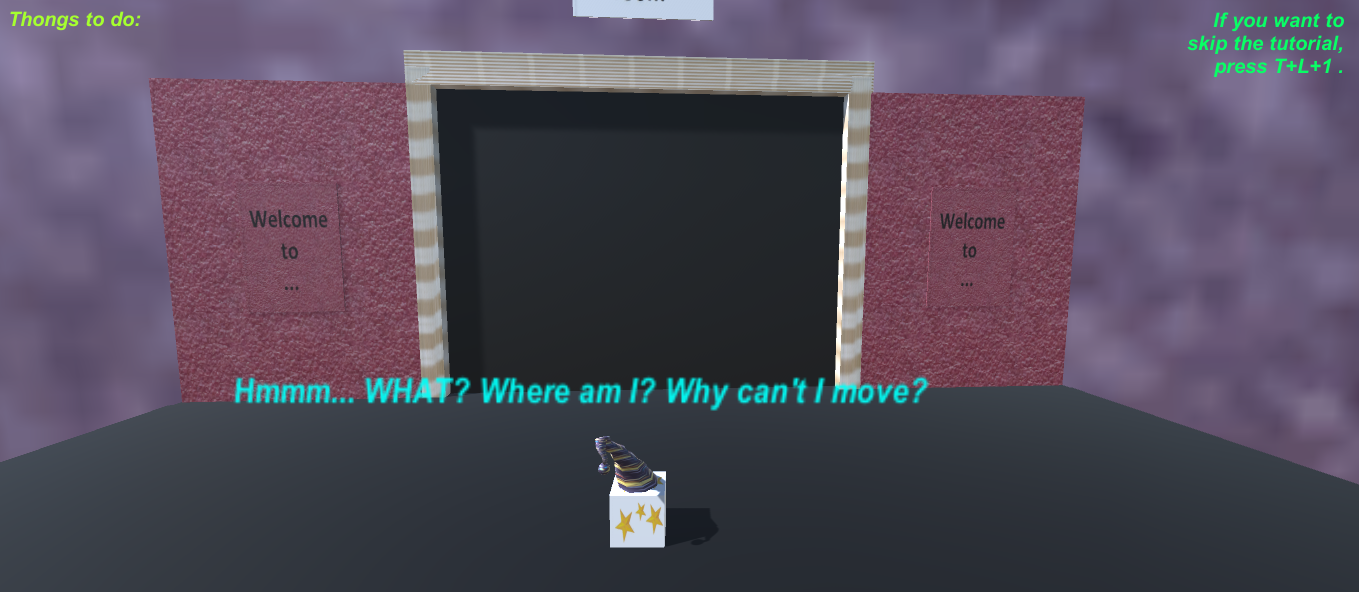 Thongs to do:
If you want to
skip the tutorial,
press T+L+1 .
Welcome
to
...
Welcome
to
...
Hmmm... WHAT? Where am I? Why can't I move?